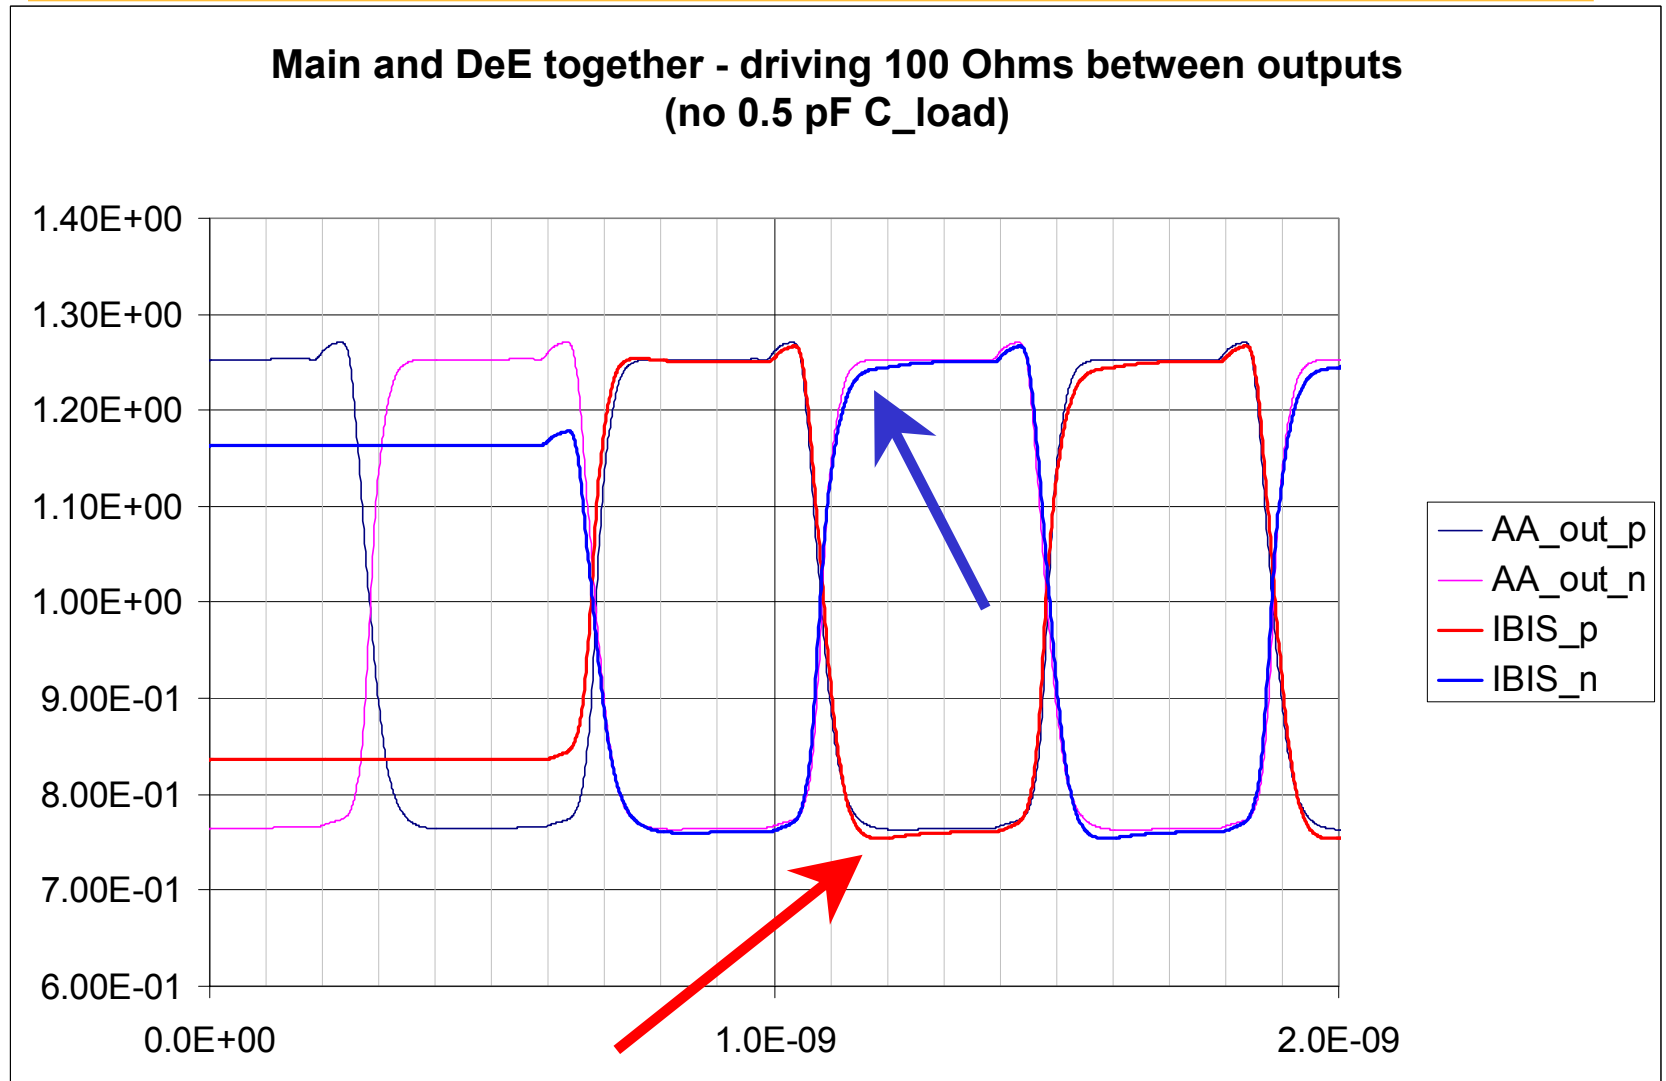 Main and DeE together - driving 100 Ohms between outputs
(no 0.5 pF C_load)
1.40E+00
1.30E+00
1.20E+00
1.10E+00
1.00E+00
9.00E-01
8.00E-01
7.00E-01
6.00E-01
0.0E+00
1.0E-09
2.0E-09
AA_out_p
AA_out_n
IBIS_p
IBIS_n